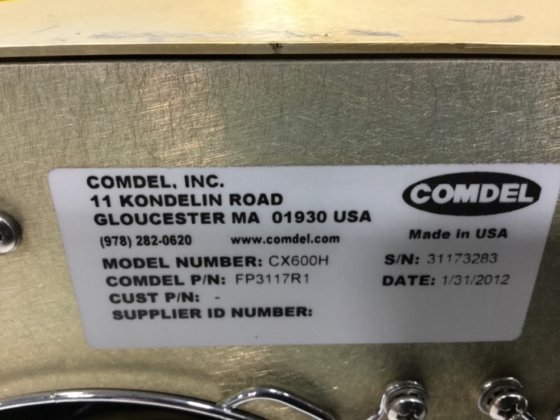 COMDEL, INC.
11 KONDELIN ROAD
GLOUCESTER MA 01930 USA
(978) 282-0620 www.comdel.com
COMDEL
Made in USA
MODEL NUMBER: CX600H S/N: 31173283
COMDEL P/N: FP3117R1 DATE: 1/31/2012
CUST P/N: -
SUPPLIER ID NUMBER: